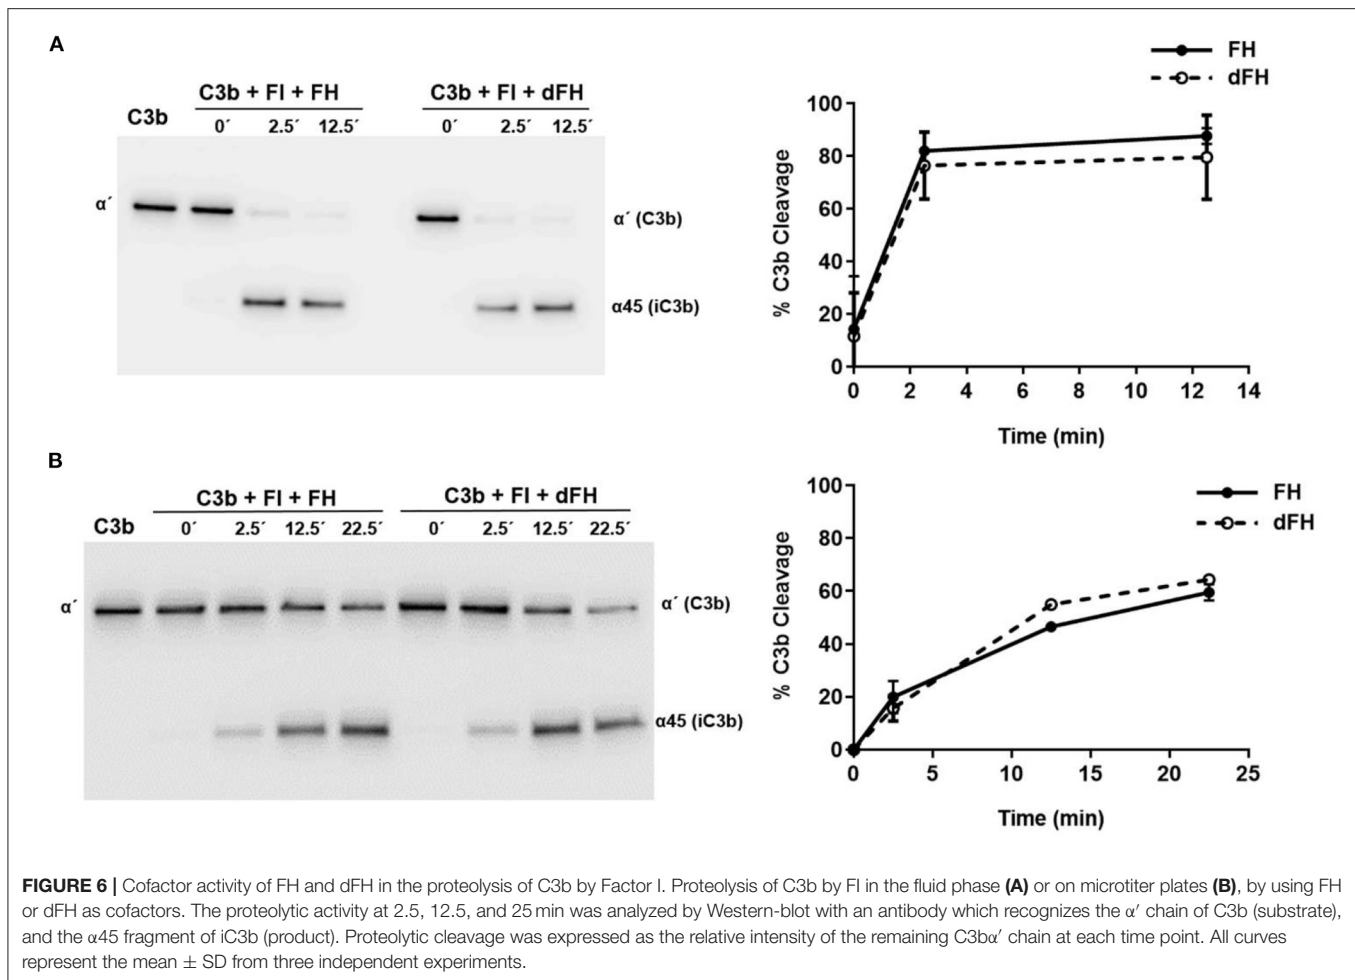 A
C3b + FI + FH
C3b + FI + dFH
C3b
0´ 2.5´ 12.5´
0´ 2.5´ 12.5´
α´
α´ (C3b)
α45 (iC3b)
FH
dFH
100
80
60
40
20
0
% C3b Cleavage
0 2 4 6 8 10 12 14
Time (min)
B
C3b + FI + FH
C3b + FI + dFH
C3b
0´ 2.5´ 12.5´ 22.5´
0´ 2.5´ 12.5´ 22.5´
α´
α´ (C3b)
α45 (iC3b)
FH
dFH
100
80
60
40
20
0
% C3b Cleavage
0 5 10 15 20 25
Time (min)
FIGURE 6 | Cofactor activity of FH and dFH in the proteolysis of C3b by Factor I. Proteolysis of C3b by FI in the fluid phase (A) or on microtiter plates (B), by using FH
or dFH as cofactors. The proteolytic activity at 2.5, 12.5, and 25 min was analyzed by Western-blot with an antibody which recognizes the α′ chain of C3b (substrate),
and the α45 fragment of iC3b (product). Proteolytic cleavage was expressed as the relative intensity of the remaining C3bα′ chain at each time point. All curves
represent the mean ± SD from three independent experiments.